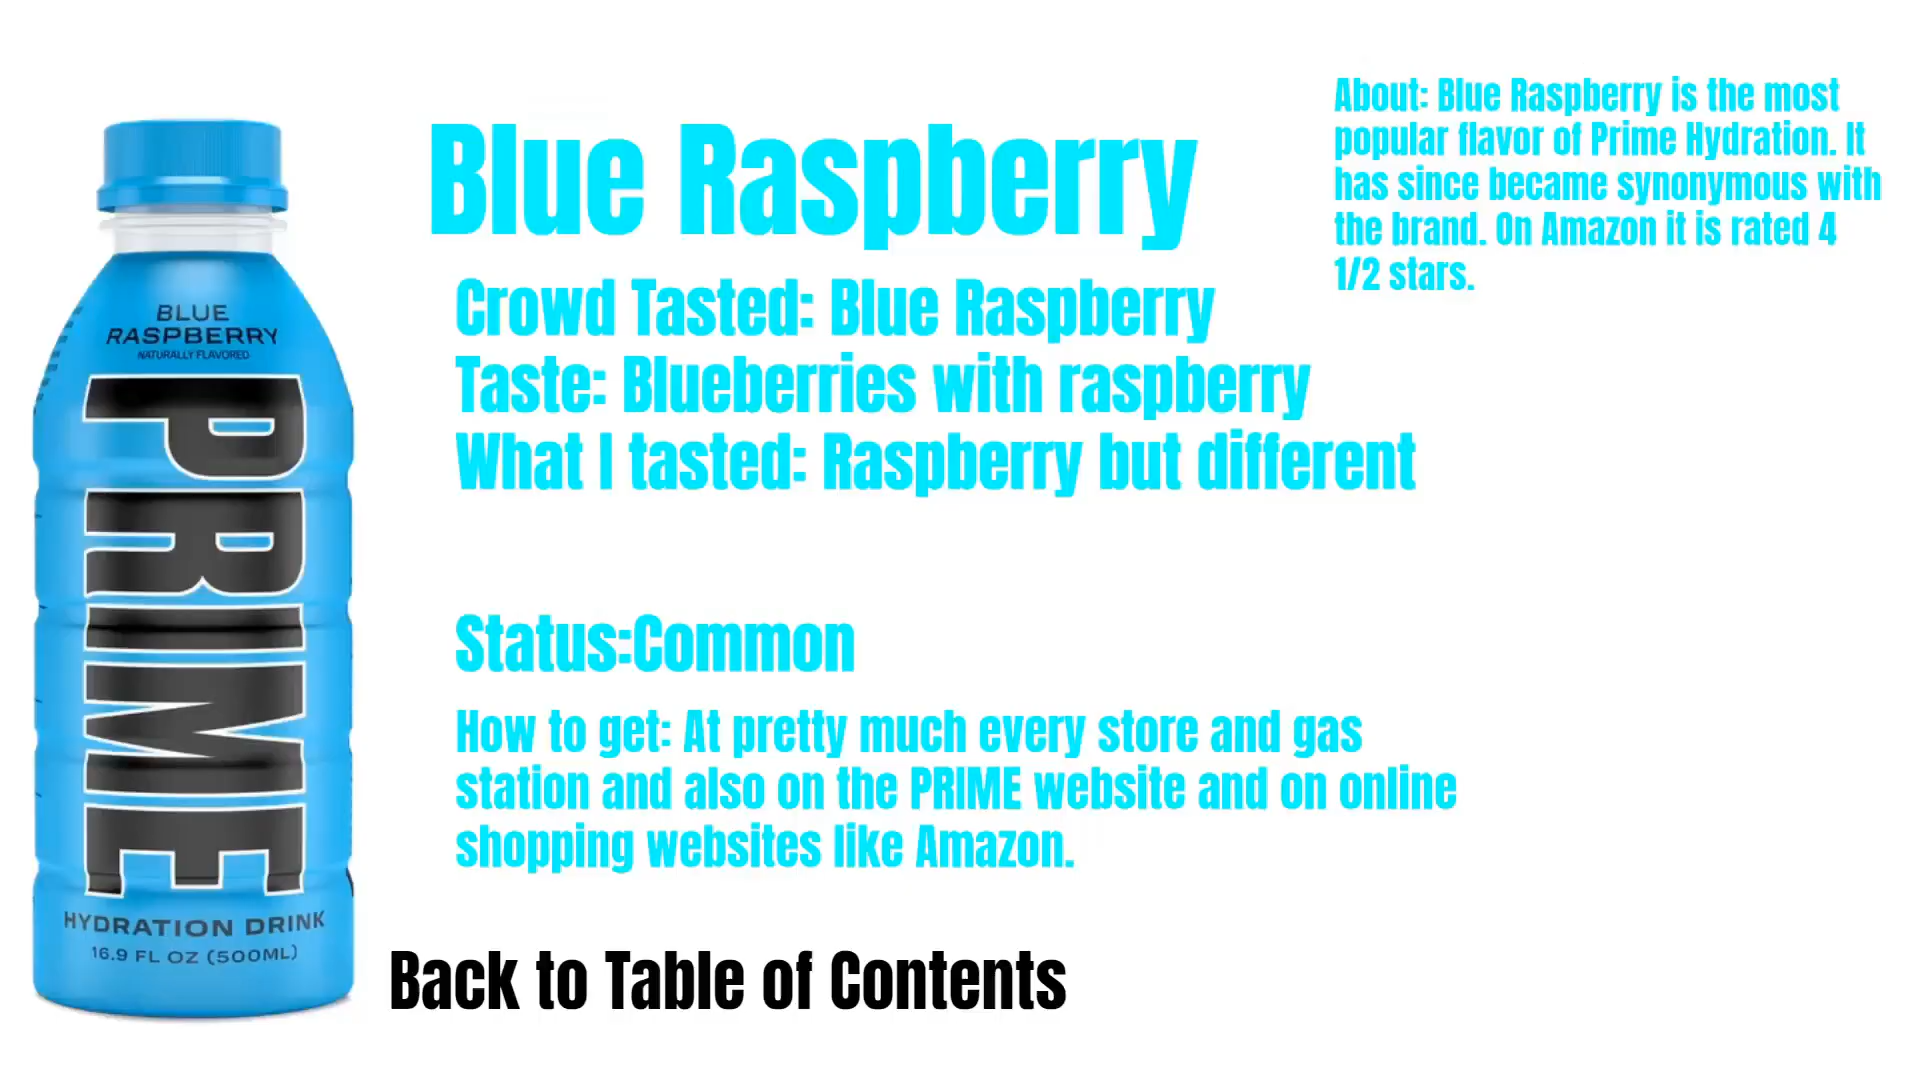 BLUE
RASPBERRY
NATURALLY FLAVORED
PRIME
HYDRATION DRINK
16.9 FL OZ (500ML)
Blue Raspberry
Crowd Tasted: Blue Raspberry
Taste: Blueberries with raspberry
What I tasted: Raspberry but different
Status:Common
How to get: At pretty much every store and gas
station and also on the PRIME website and on online
shopping websites like Amazon.
Back to Table of Contents
About: Blue Raspberry is the most
popular flavor of Prime Hydration. It
has since became synonymous with
the brand. On Amazon it is rated 4
1/2 stars.